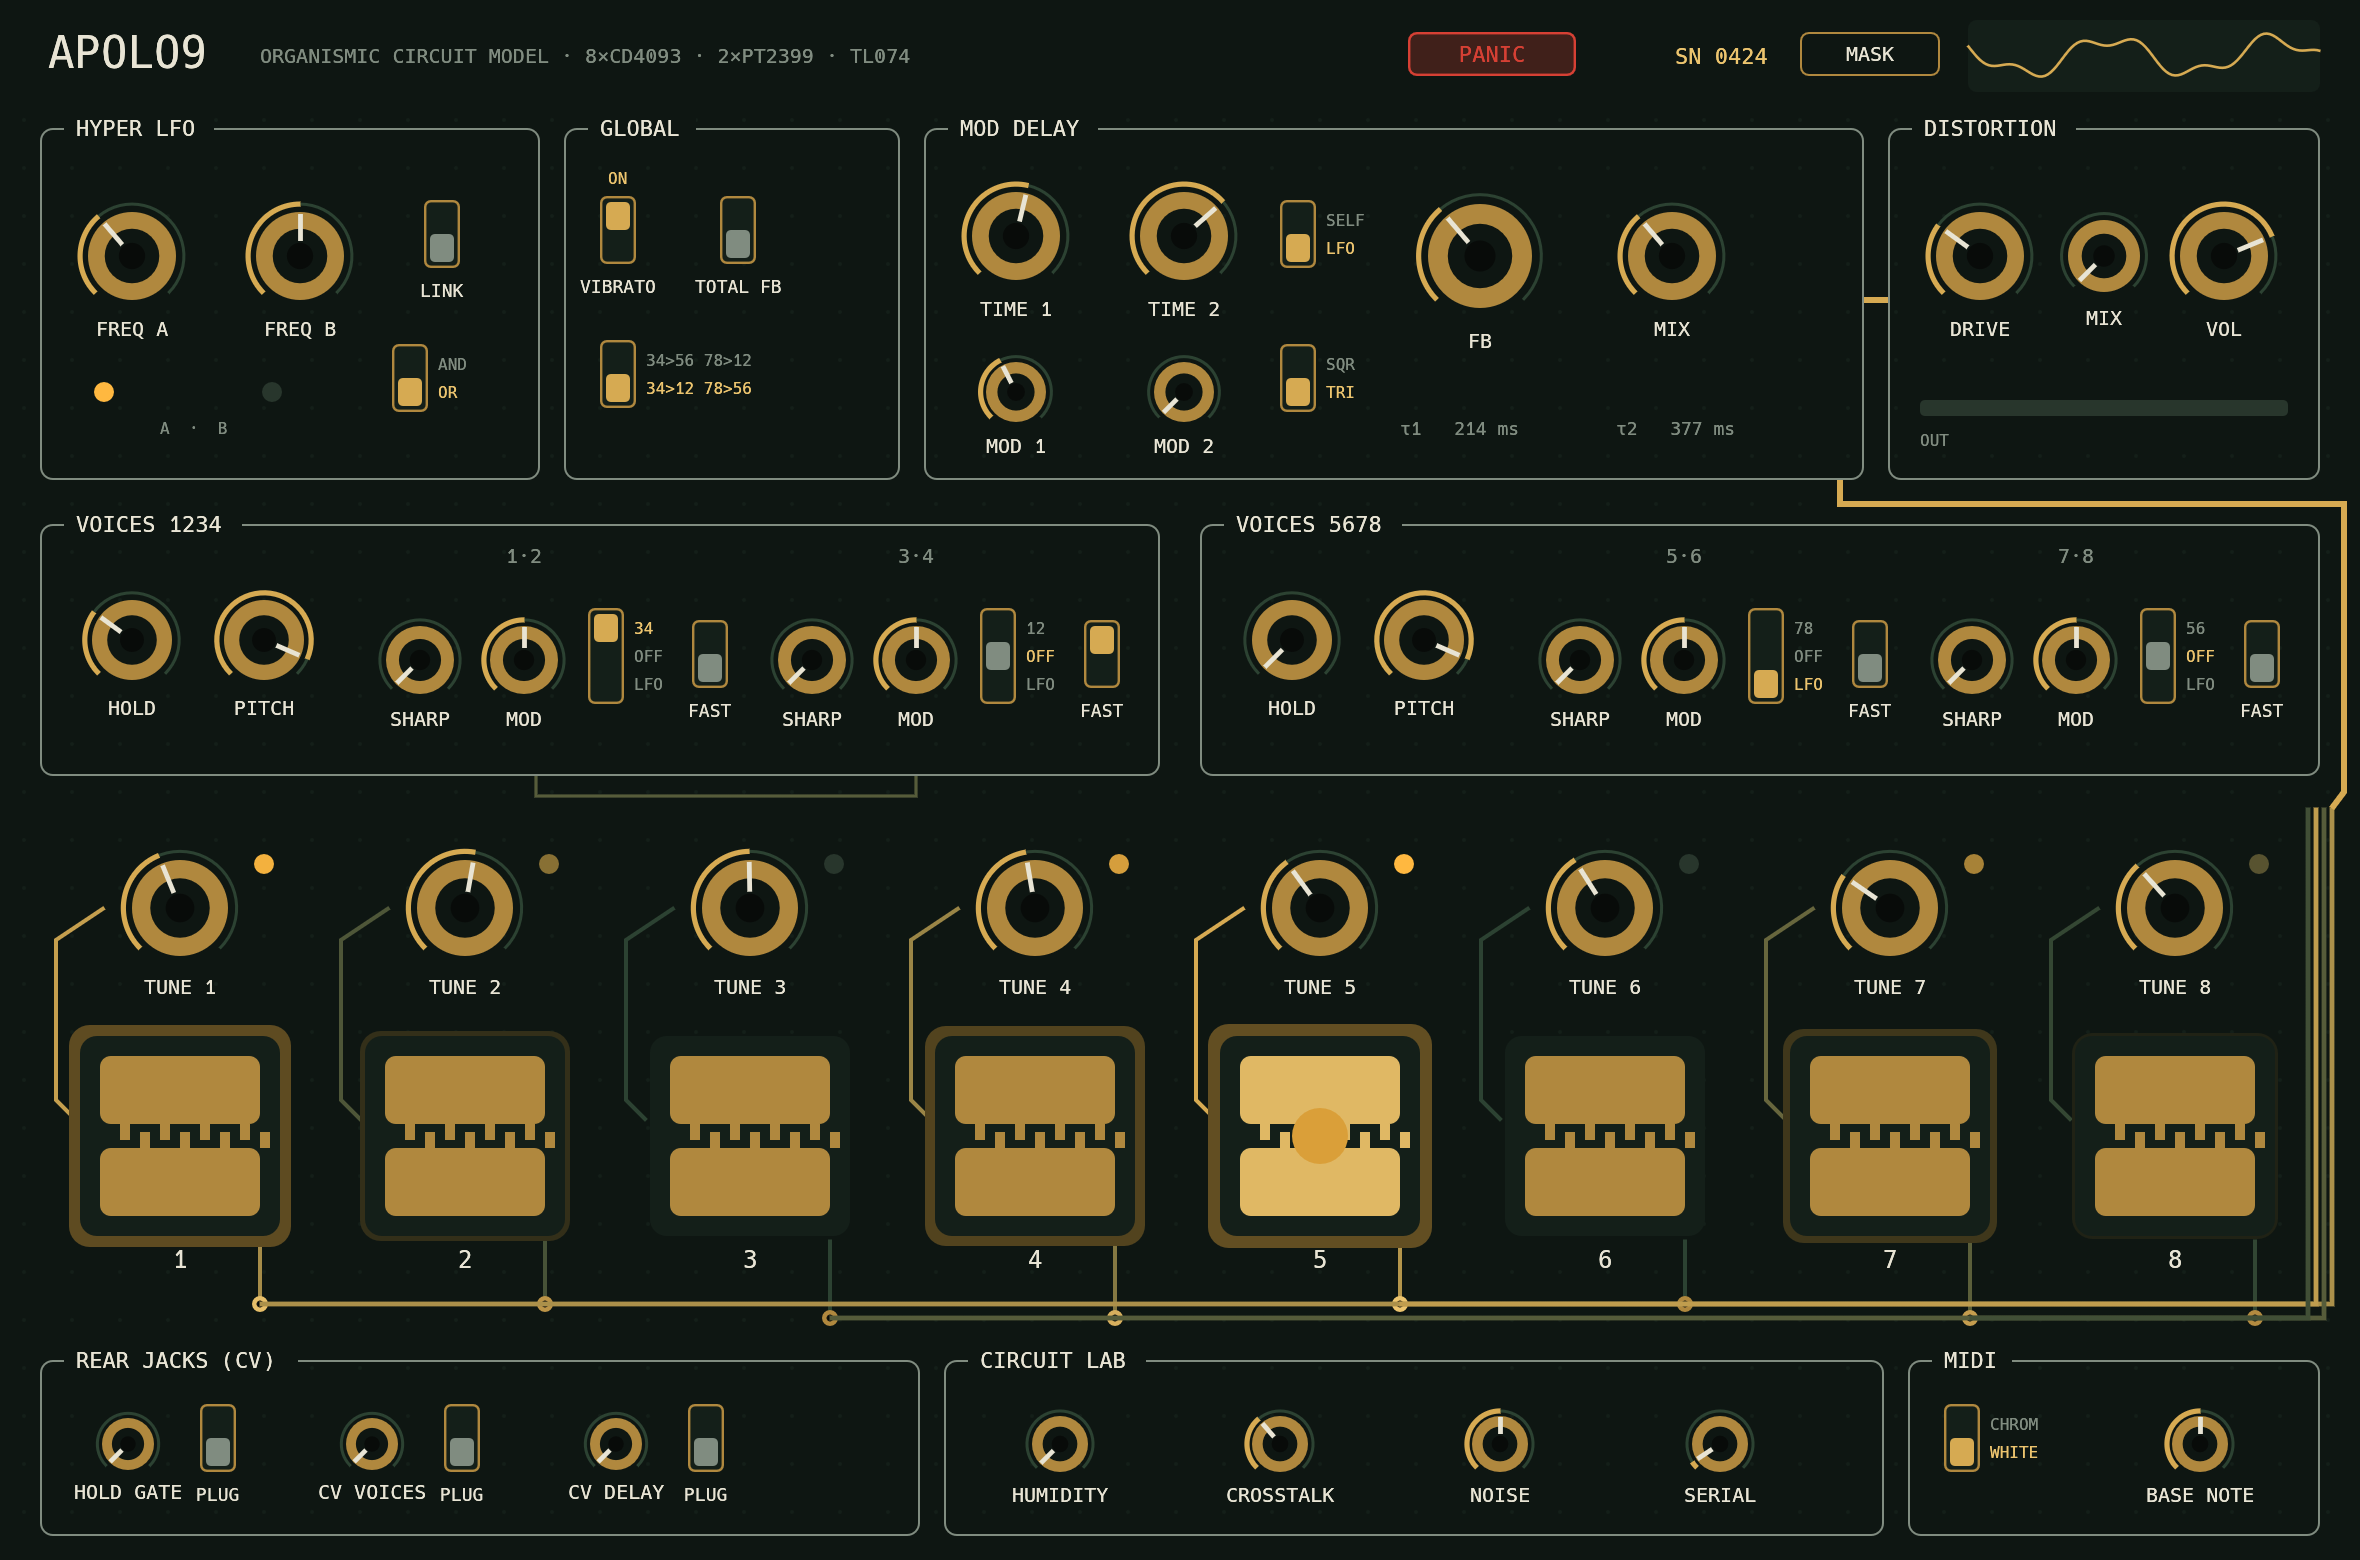 APOLO9
ORGANISMIC CIRCUIT MODEL · 8×CD4093 · 2×PT2399 · TL074
PANIC
SN 0424
MASK
HYPER LFO
FREQ A
FREQ B
LINK
AND
OR
A · B
GLOBAL
ON
VIBRATO
TOTAL FB
34>56 78>12
34>12 78>56
MOD DELAY
TIME 1
TIME 2
SELF
LFO
FB
MIX
MOD 1
MOD 2
SQR
TRI
τ1 214 ms
τ2 377 ms
DISTORTION
DRIVE
MIX
VOL
OUT
VOICES 1234
1·2
3·4
HOLD
PITCH
SHARP
MOD
34
OFF
LFO
FAST
SHARP
MOD
12
OFF
LFO
FAST
VOICES 5678
5·6
7·8
HOLD
PITCH
SHARP
MOD
78
OFF
LFO
FAST
SHARP
MOD
56
OFF
LFO
FAST
TUNE 1
TUNE 2
TUNE 3
TUNE 4
TUNE 5
TUNE 6
TUNE 7
TUNE 8
1
2
3
4
5
6
7
8
REAR JACKS (CV)
HOLD GATE
PLUG
CV VOICES
PLUG
CV DELAY
PLUG
CIRCUIT LAB
HUMIDITY
CROSSTALK
NOISE
SERIAL
MIDI
CHROM
WHITE
BASE NOTE